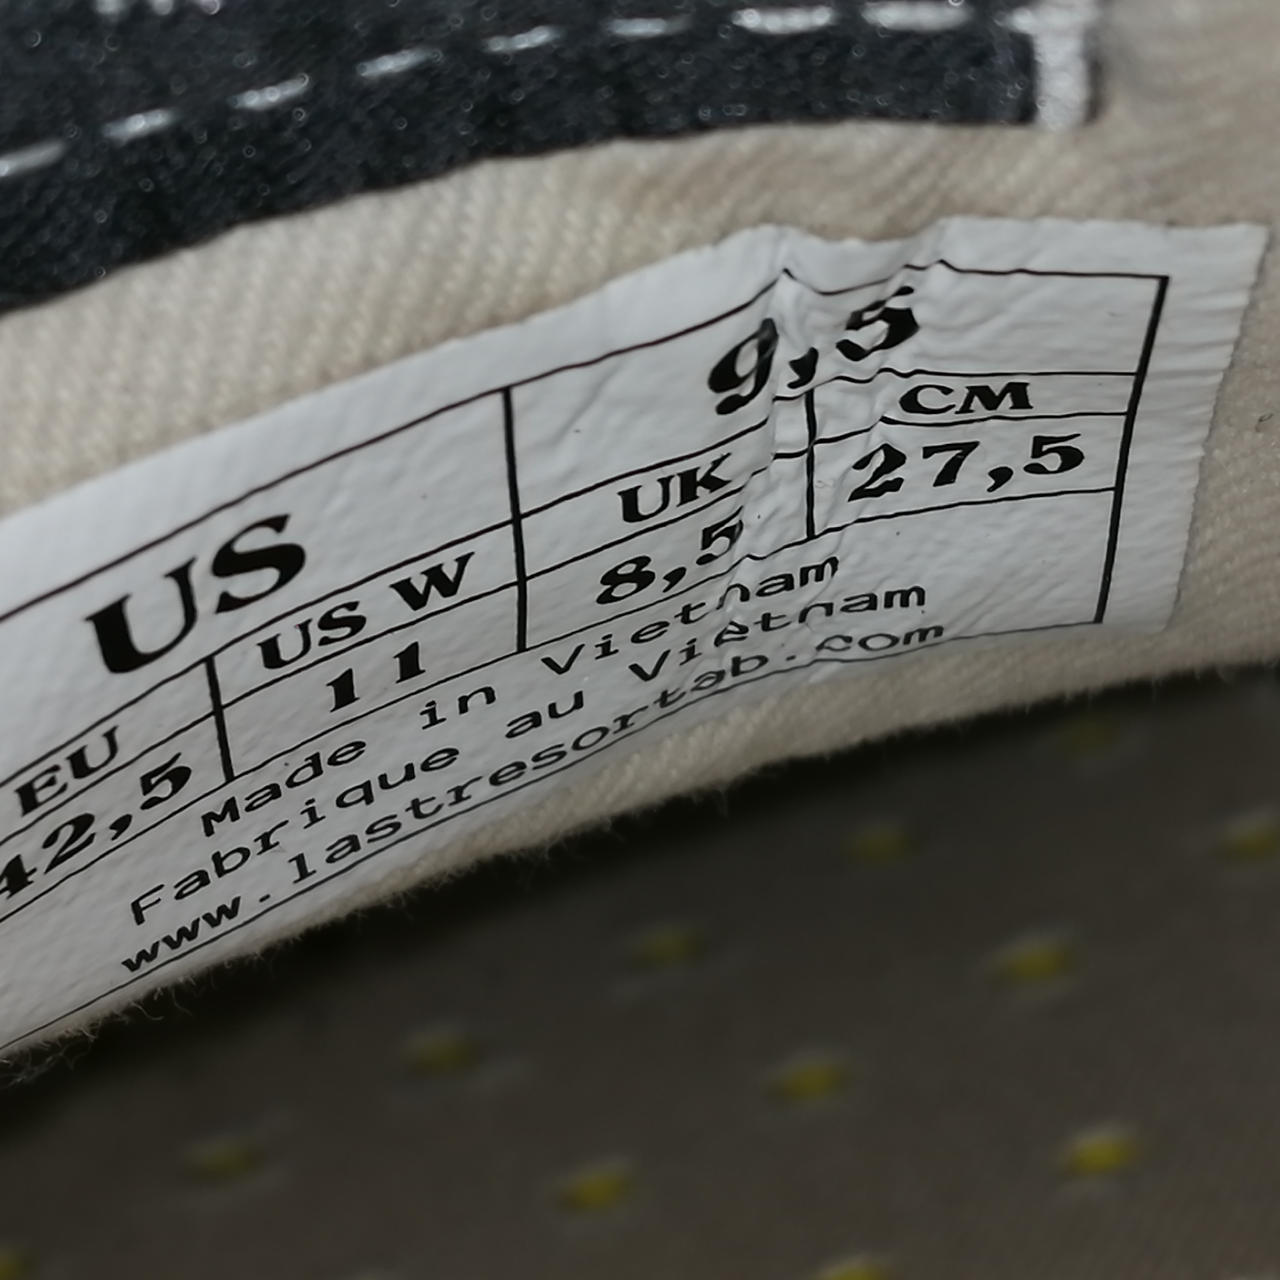 US 9,5
EU US W UK CM
42,5 11 8,5 27,5
Made in Vietnam
Fabrique au Vietnam
www.lastresortab.com